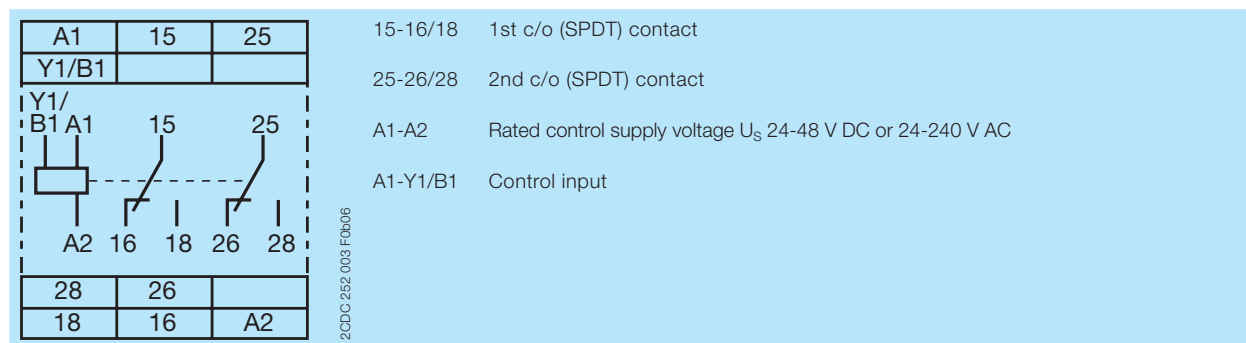 A1 15 25
Y1/B1
Y1/
B1 A1 15 25
A2 16 18 26 28
28 26
18 16 A2
2CDC 252 003 F0b06
15-16/18 1st c/o (SPDT) contact
25-26/28 2nd c/o (SPDT) contact
A1-A2 Rated control supply voltage US 24-48 V DC or 24-240 V AC
A1-Y1/B1 Control input